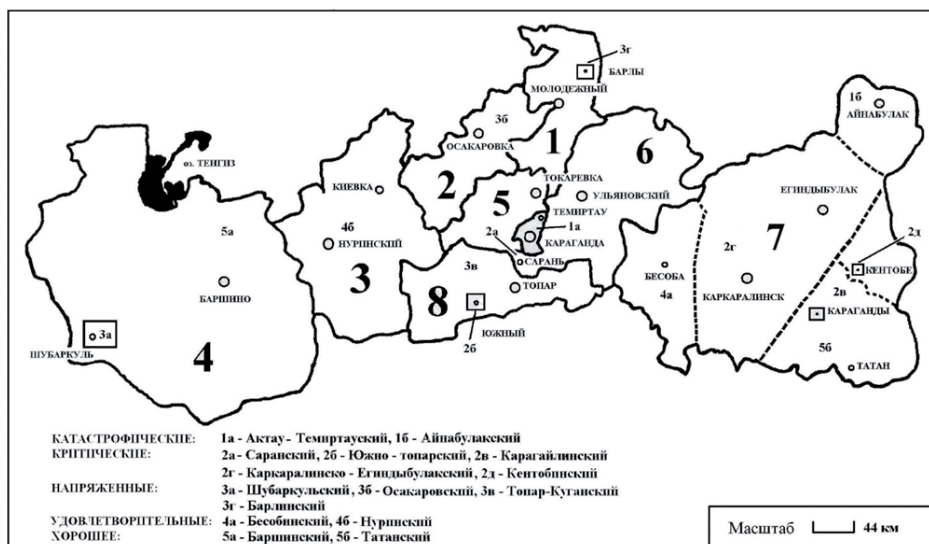 3г
БАРЛЫ
МОЛОДЕЖНЫЙ
1б
АЙНАБУЛАК
3б
ОСАКАРОВКА
1
6
оз. ТЕНГИЗ
КИЕВКА
2
ТОКАРЕВКА
УЛЬЯНОВСКИЙ
ЕГИНДЫБУЛАК
5
ТЕМИРТАУ
7
5а
4б
2а
1а
2д
НУРИНСКИЙ
КАРАГАНДА
2г
3в
САРАНЬ
БЕСОБА
КЕНТОБЕ
БАРШИНО
3
ТОПАР
4а
КАРКАРАЛИНСК
2в
8
КАРАГАНДЫ
3а
ЮЖНЫЙ
ШУБАРКУЛЬ
4
2б
5б
ТАТАН
КАТАСТРОФИЧЕСКИЕ: 1а - Актау - Темиртауский, 1б - Айнабулакский
КРИТИЧЕСКИЕ: 2а - Саранский, 2б - Южно - топарский, 2в - Карагайлинский
2г - Каркаралинско - Егиндыбулакский, 2д - Кентобинский
НАПРЯЖЕННЫЕ: 3а - Шубаркульский, 3б - Осакаровский, 3в - Топар-Куганский
3г - Барлинский
УДОВЛЕТВОРИТЕЛЬНЫЕ: 4а - Бесобинский, 4б - Нуринский
ХОРОШЕЕ: 5а - Баршинский, 5б - Татанский
Масштаб 44 км